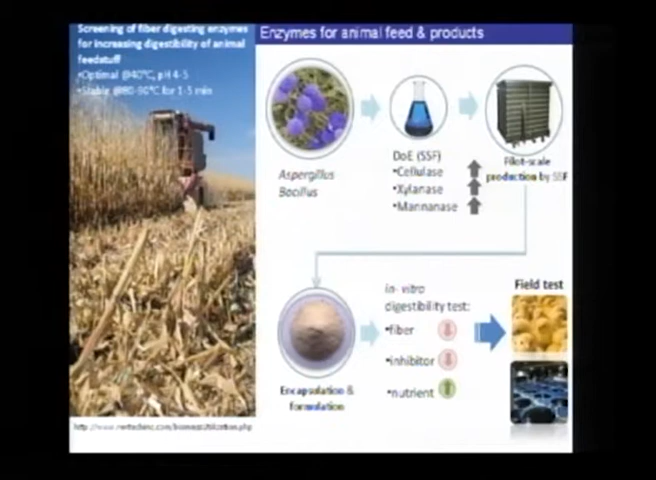 Screening of fiber digesting enzymes
for increasing digestibility of animal
feedstuff
•Optimal @40°C, pH 4-5
•Stable @80-90°C for 1-5 min
Enzymes for animal feed & products
Aspergillus
Bacillus
DoE (SSF)
•Cellulase
•Xylanase
•Mannanase
Pilot-scale
production by SSF
Encapsulation &
formulation
in- vitro
digestibility test:
•fiber
•inhibitor
•nutrient
Field test